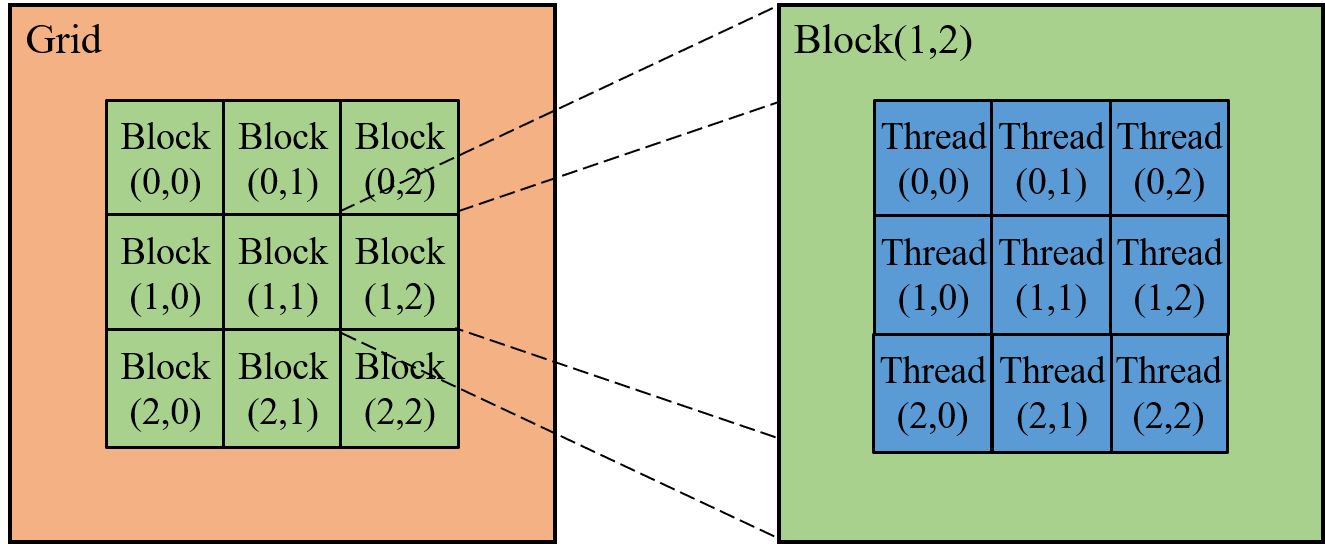 Grid
Block Block Block
(0,0) (0,1) (0,2)
Block Block Block
(1,0) (1,1) (1,2)
Block Block Block
(2,0) (2,1) (2,2)
Block(1,2)
Thread Thread Thread
(0,0) (0,1) (0,2)
Thread Thread Thread
(1,0) (1,1) (1,2)
Thread Thread Thread
(2,0) (2,1) (2,2)